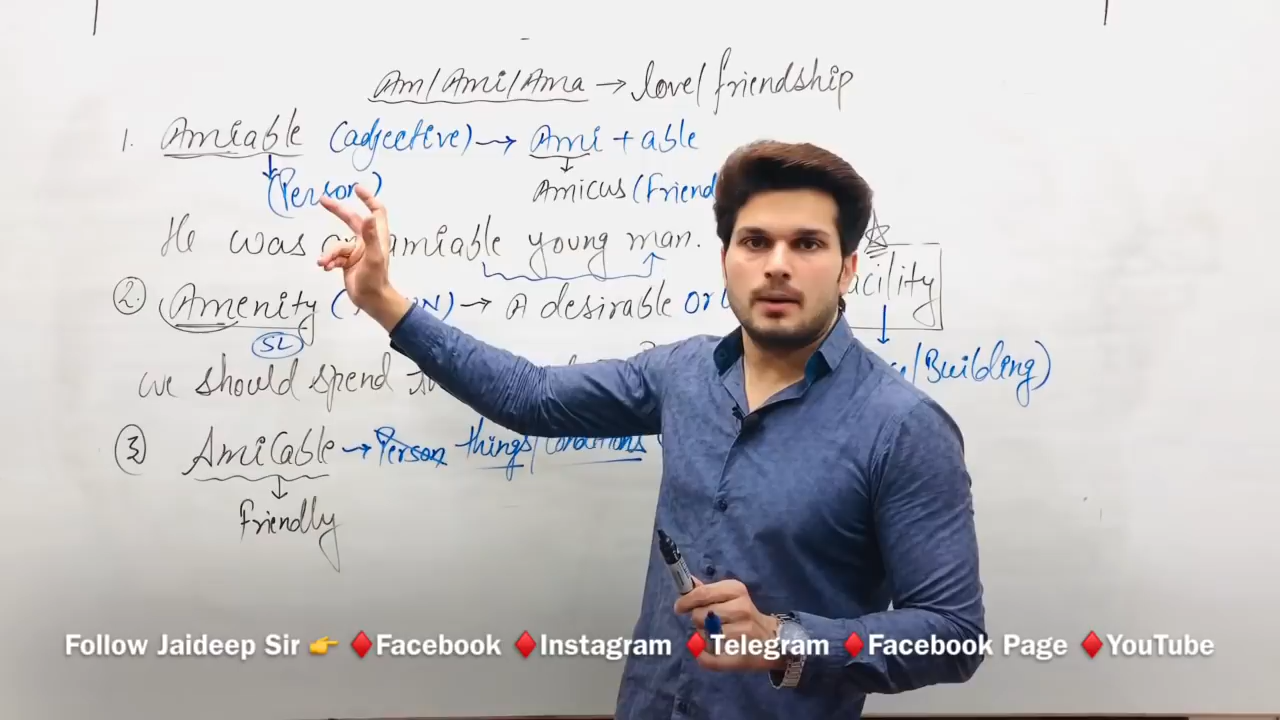 Am/Ami/Ama → love/friendship
1. Amiable (adjective) → Ami + able
(Person) Amicus (Friend
He was an amiable young man.
2. Amenity → A desirable or facility
SL
we should spend Building)
3 Amicable → Person things/conditions
Friendly
Follow Jaideep Sir 👉 ♦Facebook ♦Instagram ♦Telegram ♦Facebook Page ♦YouTube